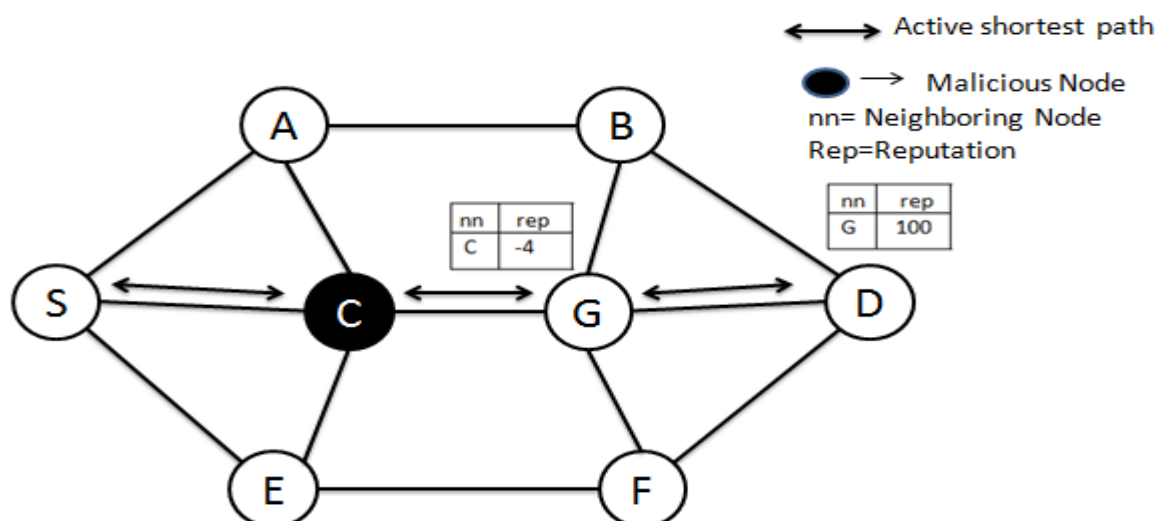 Active shortest path
Malicious Node
nn= Neighboring Node
Rep=Reputation
A
B
nn rep
G 100
nn rep
C -4
S
C
G
D
E
F